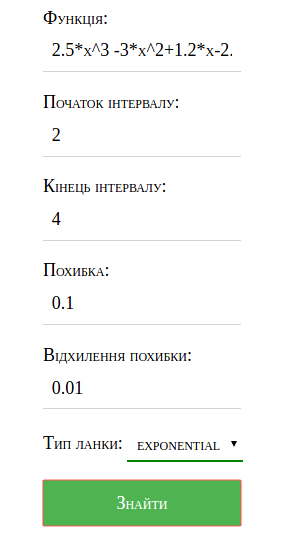 Функція:
2.5*x^3 -3*x^2+1.2*x-2.
Початок інтервалу:
2
Кінець інтервалу:
4
Похибка:
0.1
Відхилення похибки:
0.01
Тип ланки: exponential ▼
Знайти